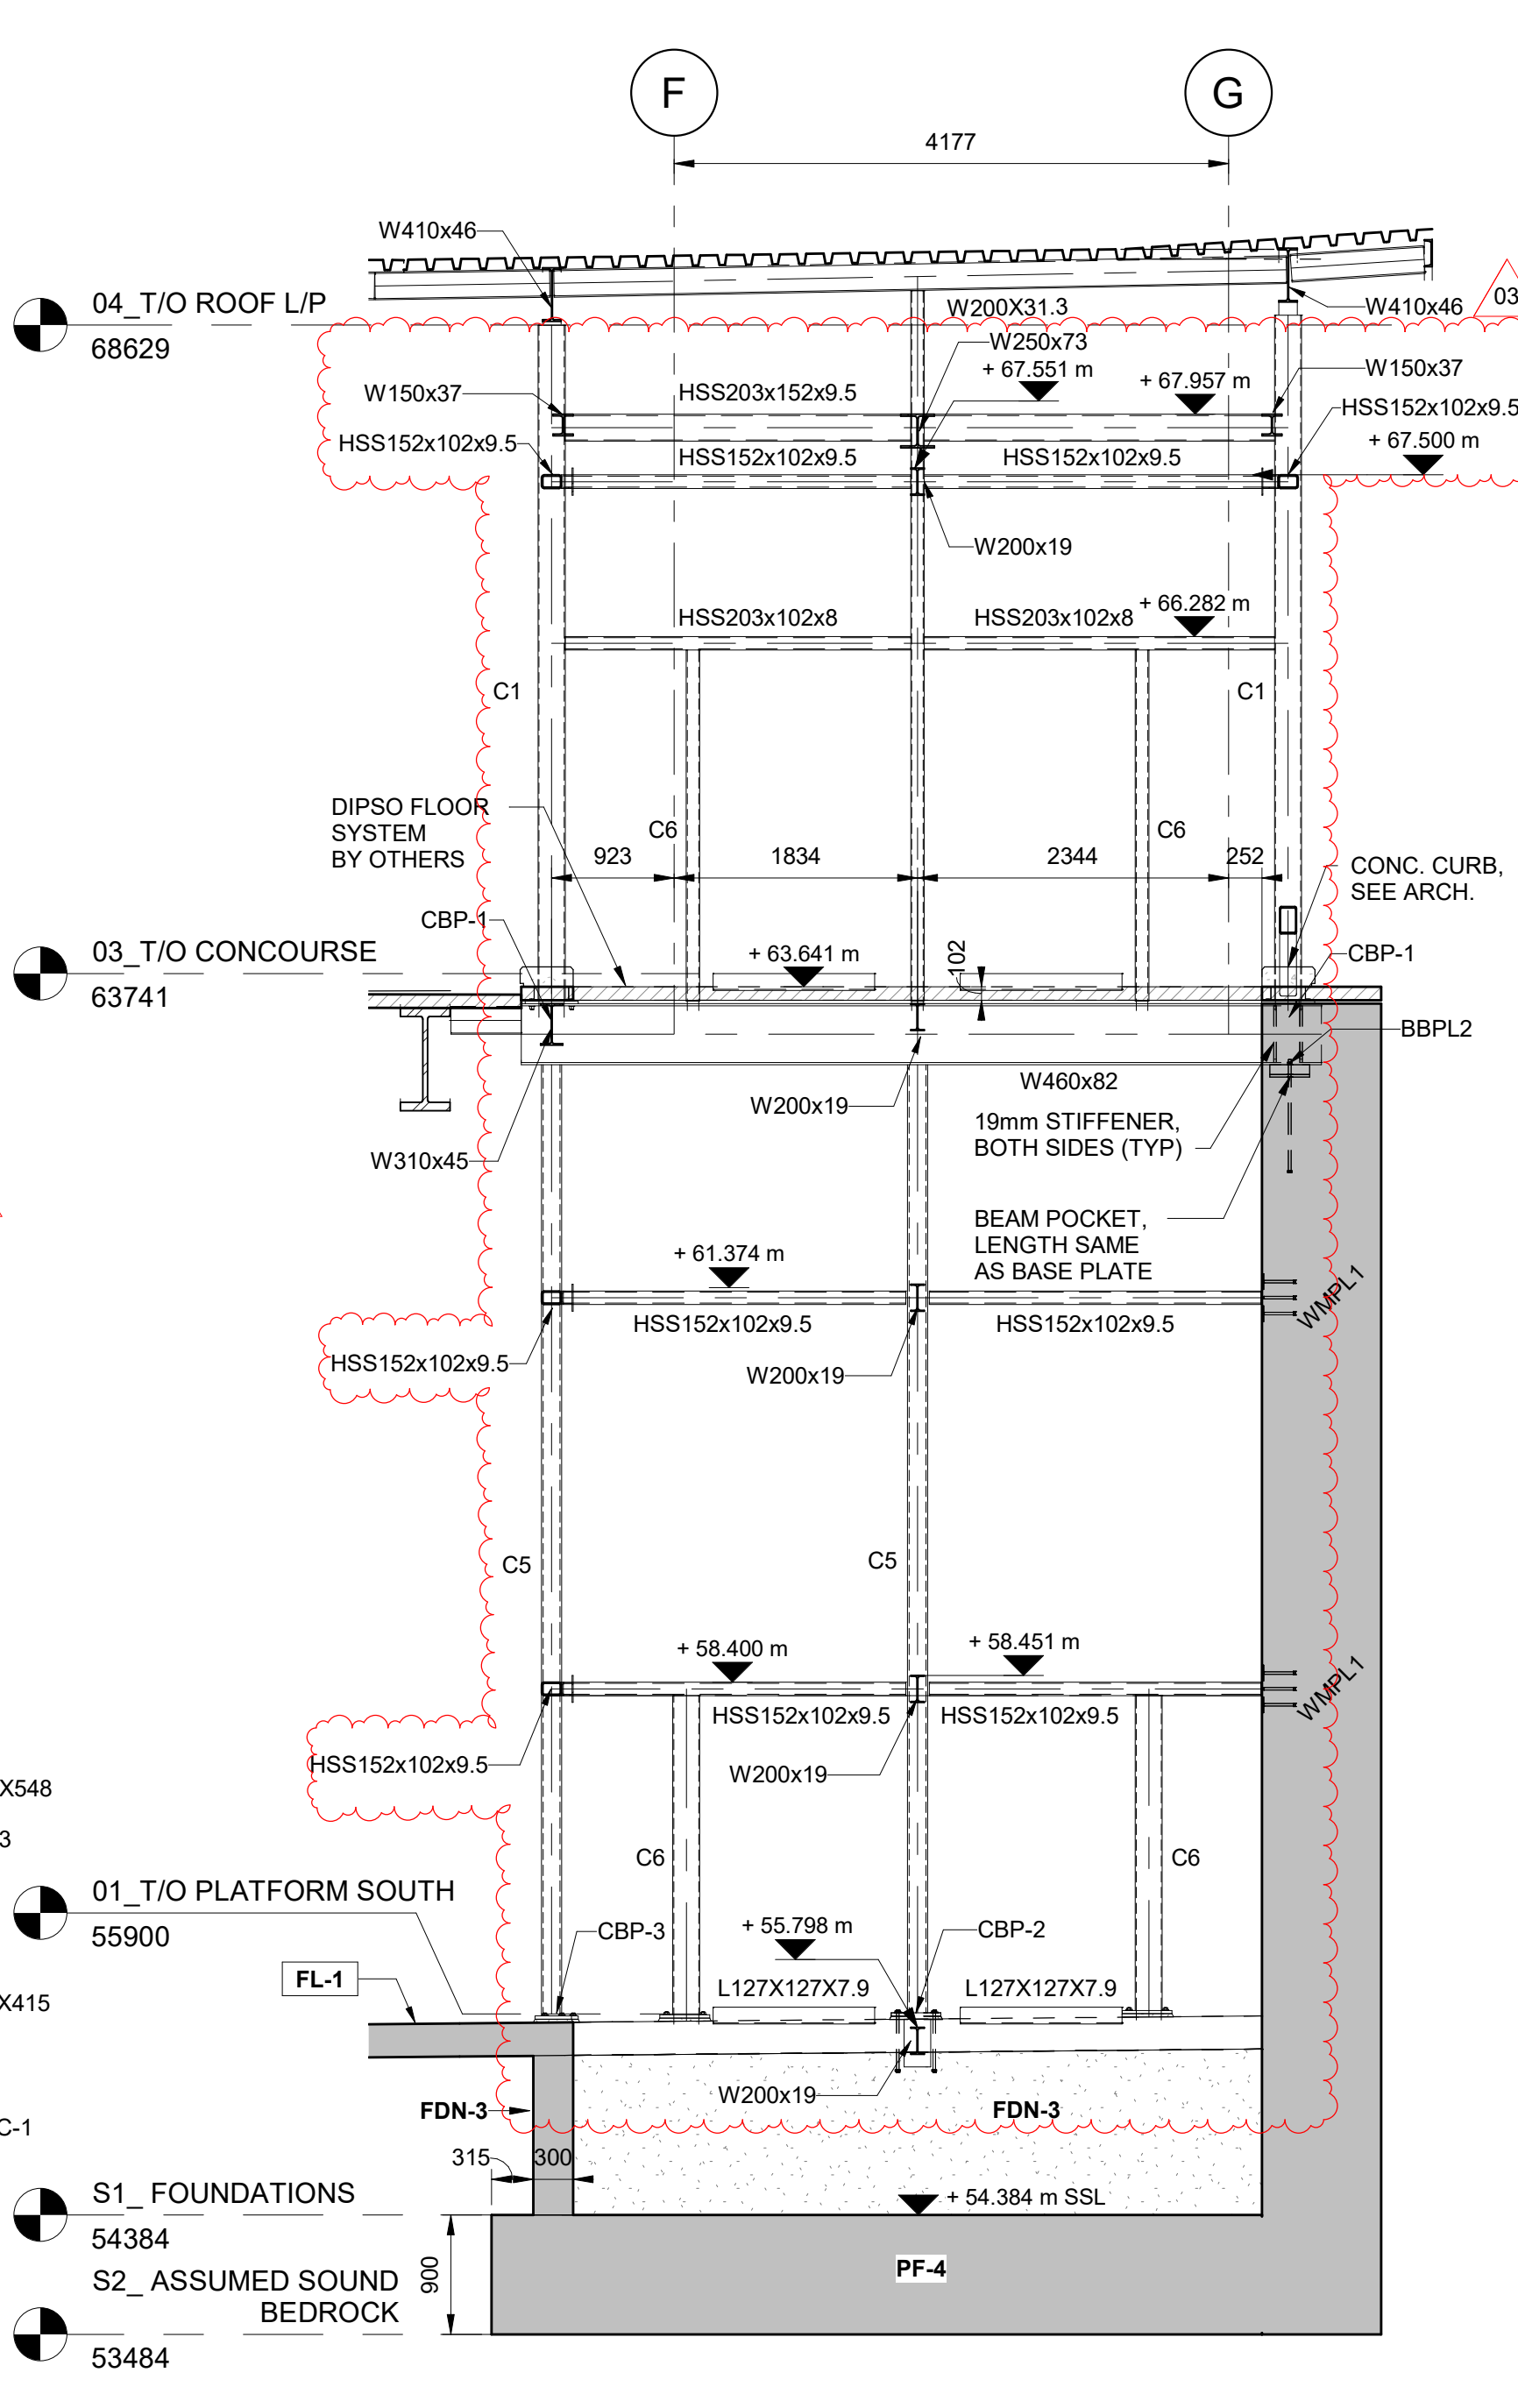 F
G
4177
W410x46
04_T/O ROOF L/P
68629
W200X31.3
W410x46
03
W250x73
+ 67.551 m
+ 67.957 m
W150x37
W150x37
HSS203x152x9.5
HSS152x102x9.5
+ 67.500 m
HSS152x102x9.5
HSS152x102x9.5
HSS152x102x9.5
W200x19
HSS203x102x8
HSS203x102x8
+ 66.282 m
C1
C1
DIPSO FLOOR
SYSTEM
BY OTHERS
C6
C6
923
1834
2344
252
CONC. CURB,
SEE ARCH.
CBP-1
03_T/O CONCOURSE
63741
+ 63.641 m
102
CBP-1
BBPL2
W460x82
W200x19
19mm STIFFENER,
BOTH SIDES (TYP)
W310x45
BEAM POCKET,
LENGTH SAME
AS BASE PLATE
+ 61.374 m
WMPL1
HSS152x102x9.5
HSS152x102x9.5
HSS152x102x9.5
W200x19
C5
C5
+ 58.400 m
+ 58.451 m
WMPL1
HSS152x102x9.5
HSS152x102x9.5
HSS152x102x9.5
W200x19
X548
3
C6
C6
01_T/O PLATFORM SOUTH
55900
CBP-3
+ 55.798 m
CBP-2
FL-1
L127X127X7.9
L127X127X7.9
X415
W200x19
FDN-3
FDN-3
C-1
315
300
S1_ FOUNDATIONS
54384
+ 54.384 m SSL
900
PF-4
S2_ ASSUMED SOUND
BEDROCK
53484